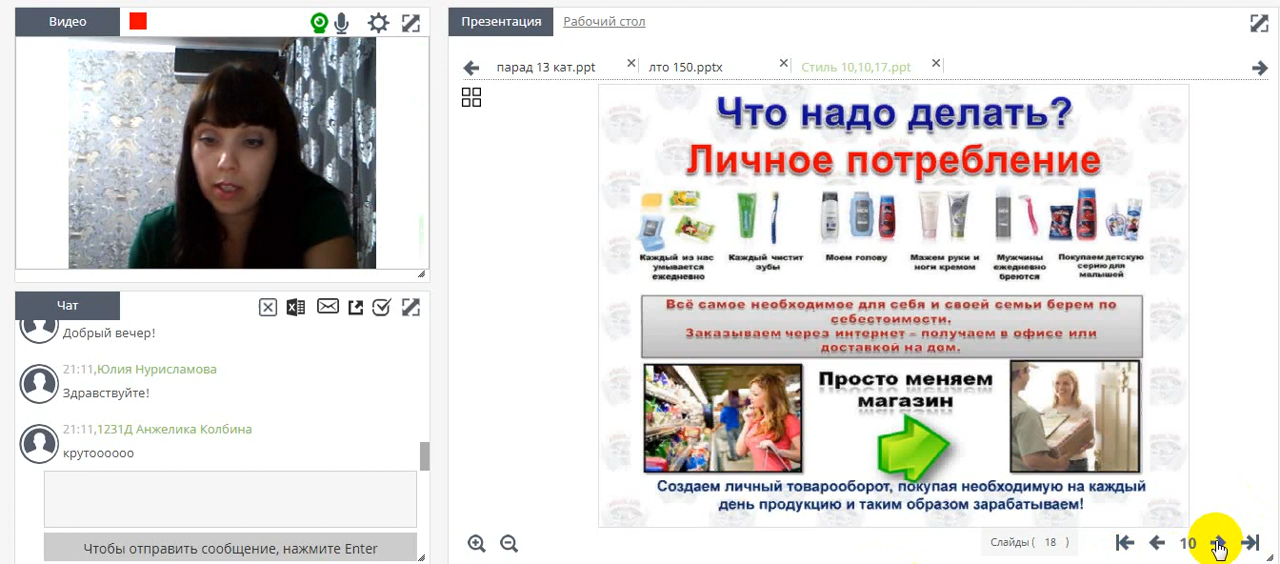 Видео
Презентация
Рабочий стол
парад 13 кат.ppt
лто 150.pptx
Стиль 10,10,17.ppt
Чат
Добрый вечер!
21:11,Юлия Нурисламова
Здравствуйте!
21:11,1231Д Анжелика Колбина
крутоооооо
Чтобы отправить сообщение, нажмите Enter
Что надо делать?
Личное потребление
Каждый из нас
умывается
ежедневно
Каждый чистит
зубы
Моем голову
Мажем руки и
ноги кремом
Мужчины
ежедневно
бреются
Покупаем детскую
серию для
малышей
Всё самое необходимое для себя и своей семьи берем по
себестоимости.
Заказываем через интернет – получаем в офисе или
доставкой на дом.
Просто меняем
магазин
Создаем личный товарооборот, покупая необходимую на каждый
день продукцию и таким образом зарабатываем!
Слайды ( 18 )
10